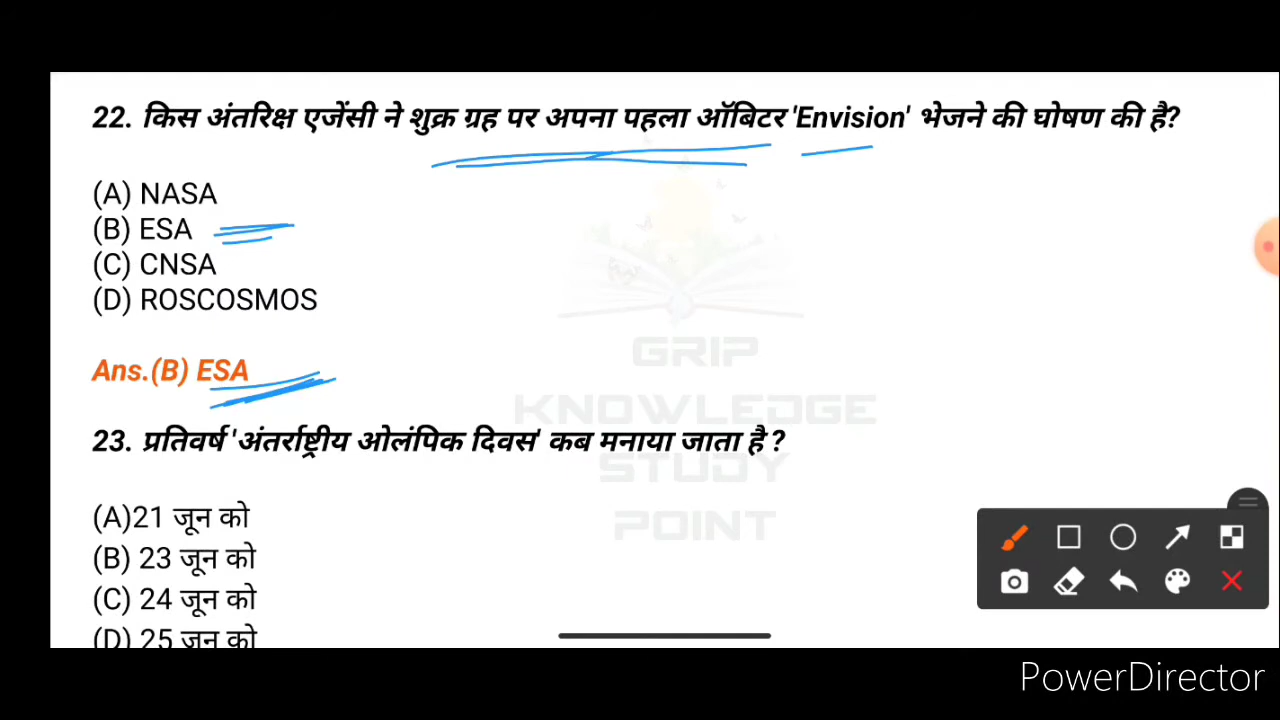 22. किस अंतरिक्ष एजेंसी ने शुक्र ग्रह पर अपना पहला ऑबिटर 'Envision' भेजने की घोषण की है?
(A) NASA
(B) ESA
(C) CNSA
(D) ROSCOSMOS
Ans.(B) ESA
GRIP
KNOWLEDGE
23. प्रतिवर्ष 'अंतर्राष्ट्रीय ओलंपिक दिवस' कब मनाया जाता है ?
STUDY
(A)21 जून को
POINT
(B) 23 जून को
(C) 24 जून को
(D) 25 जून को
PowerDirector